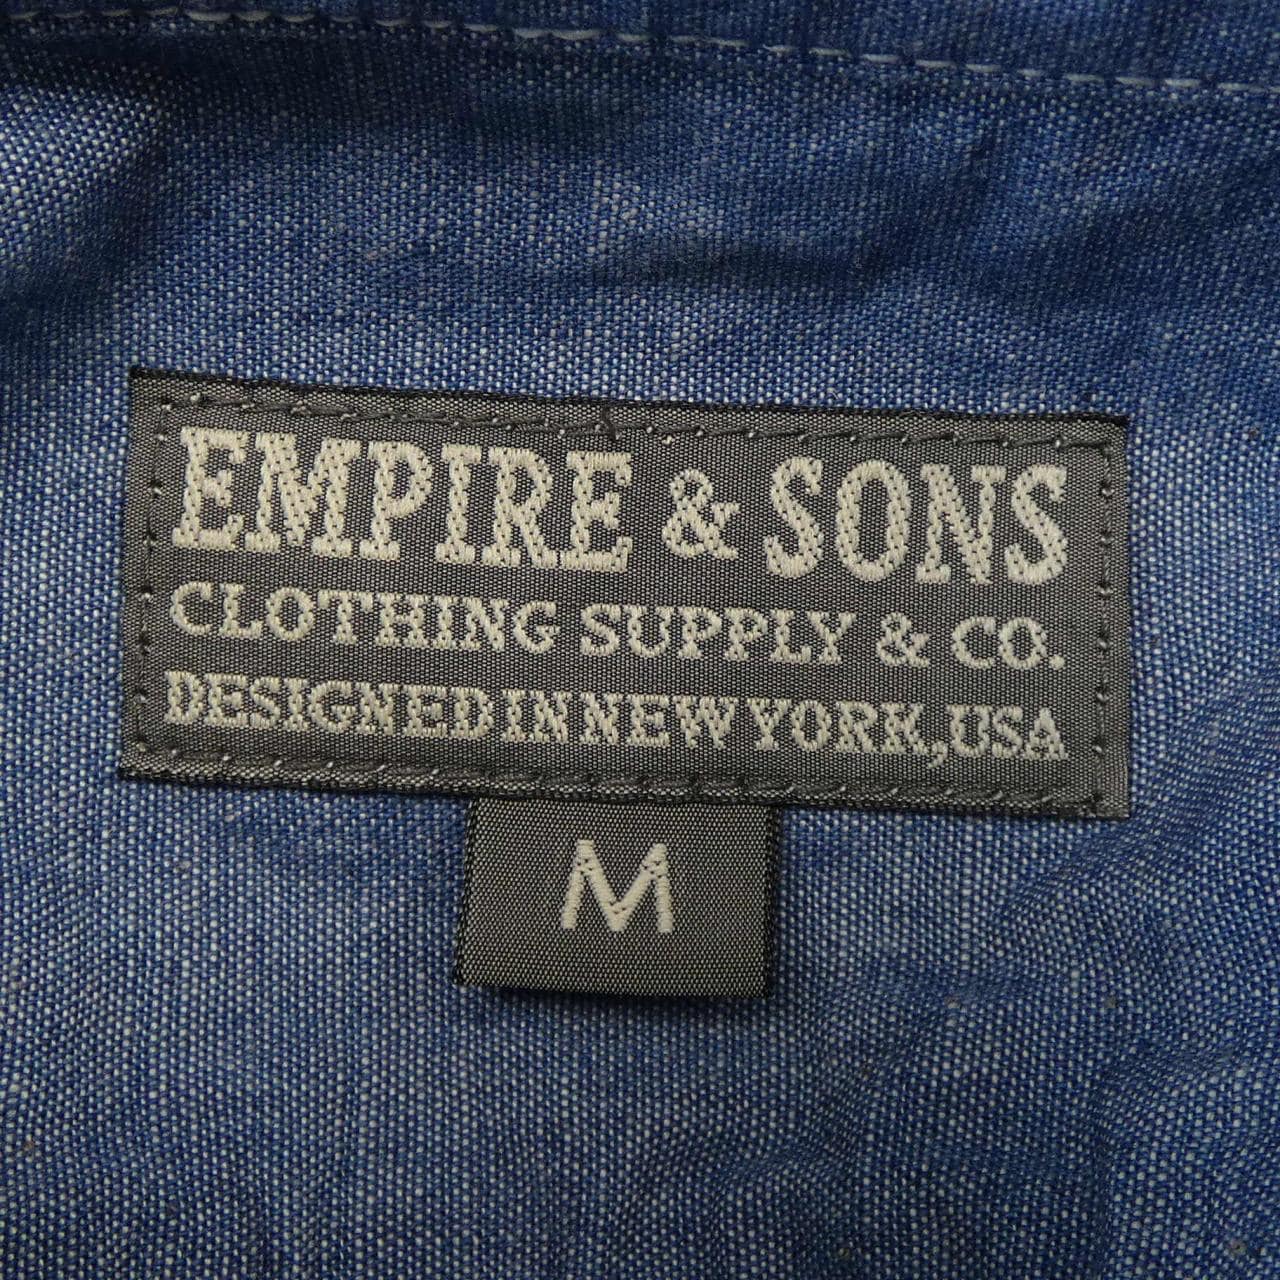 EMPIRE & SONS
CLOTHING SUPPLY & CO.
DESIGNED IN NEW YORK, USA
M